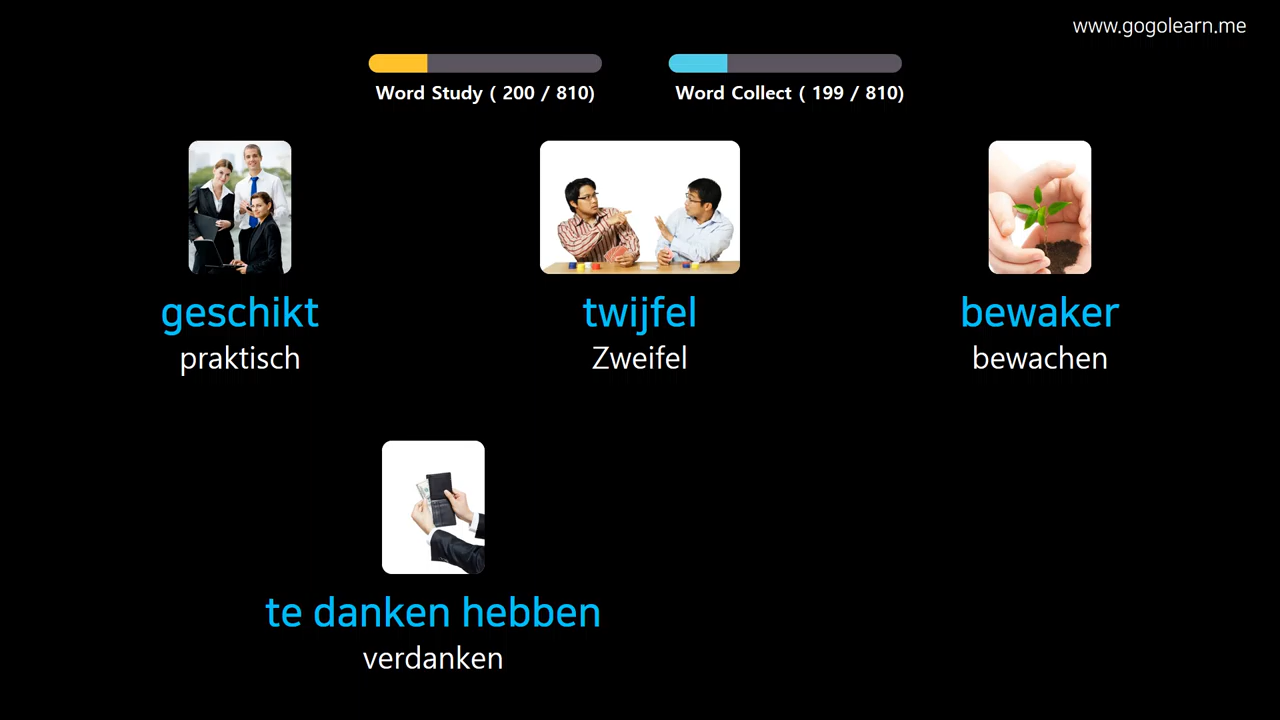 www.gogolearn.me
Word Study ( 200 / 810)
Word Collect ( 199 / 810)
geschikt
praktisch
twijfel
Zweifel
bewaker
bewachen
te danken hebben
verdanken